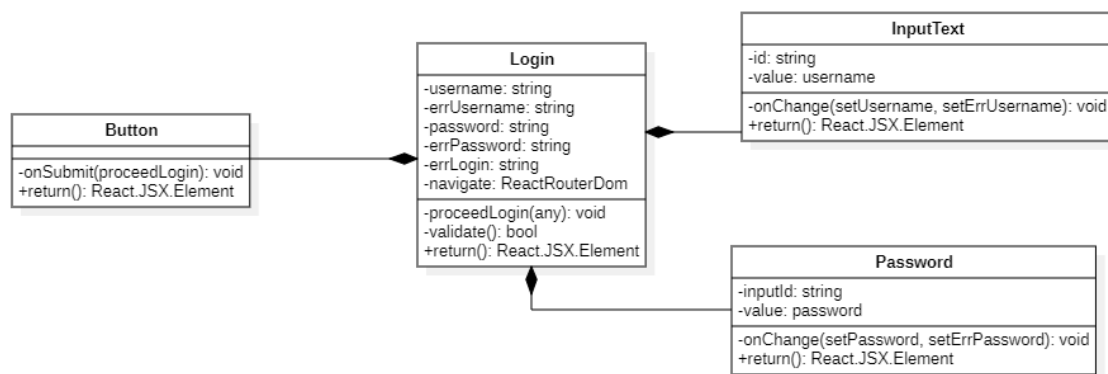 Button
-onSubmit(proceedLogin): void
+return(): React.JSX.Element
Login
-username: string
-errUsername: string
-password: string
-errPassword: string
-errLogin: string
-navigate: ReactRouterDom
-proceedLogin(any): void
-validate(): bool
+return(): React.JSX.Element
InputText
-id: string
-value: username
-onChange(setUsername, setErrUsername): void
+return(): React.JSX.Element
Password
-inputId: string
-value: password
-onChange(setPassword, setErrPassword): void
+return(): React.JSX.Element